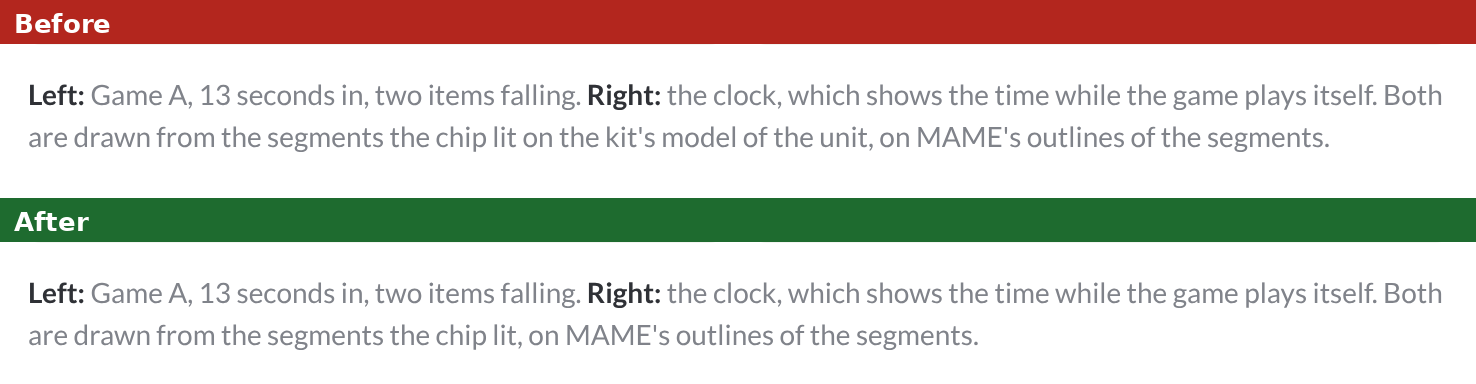 Before
Left: Game A, 13 seconds in, two items falling. Right: the clock, which shows the time while the game plays itself. Both
are drawn from the segments the chip lit on the kit's model of the unit, on MAME's outlines of the segments.
After
Left: Game A, 13 seconds in, two items falling. Right: the clock, which shows the time while the game plays itself. Both
are drawn from the segments the chip lit, on MAME's outlines of the segments.